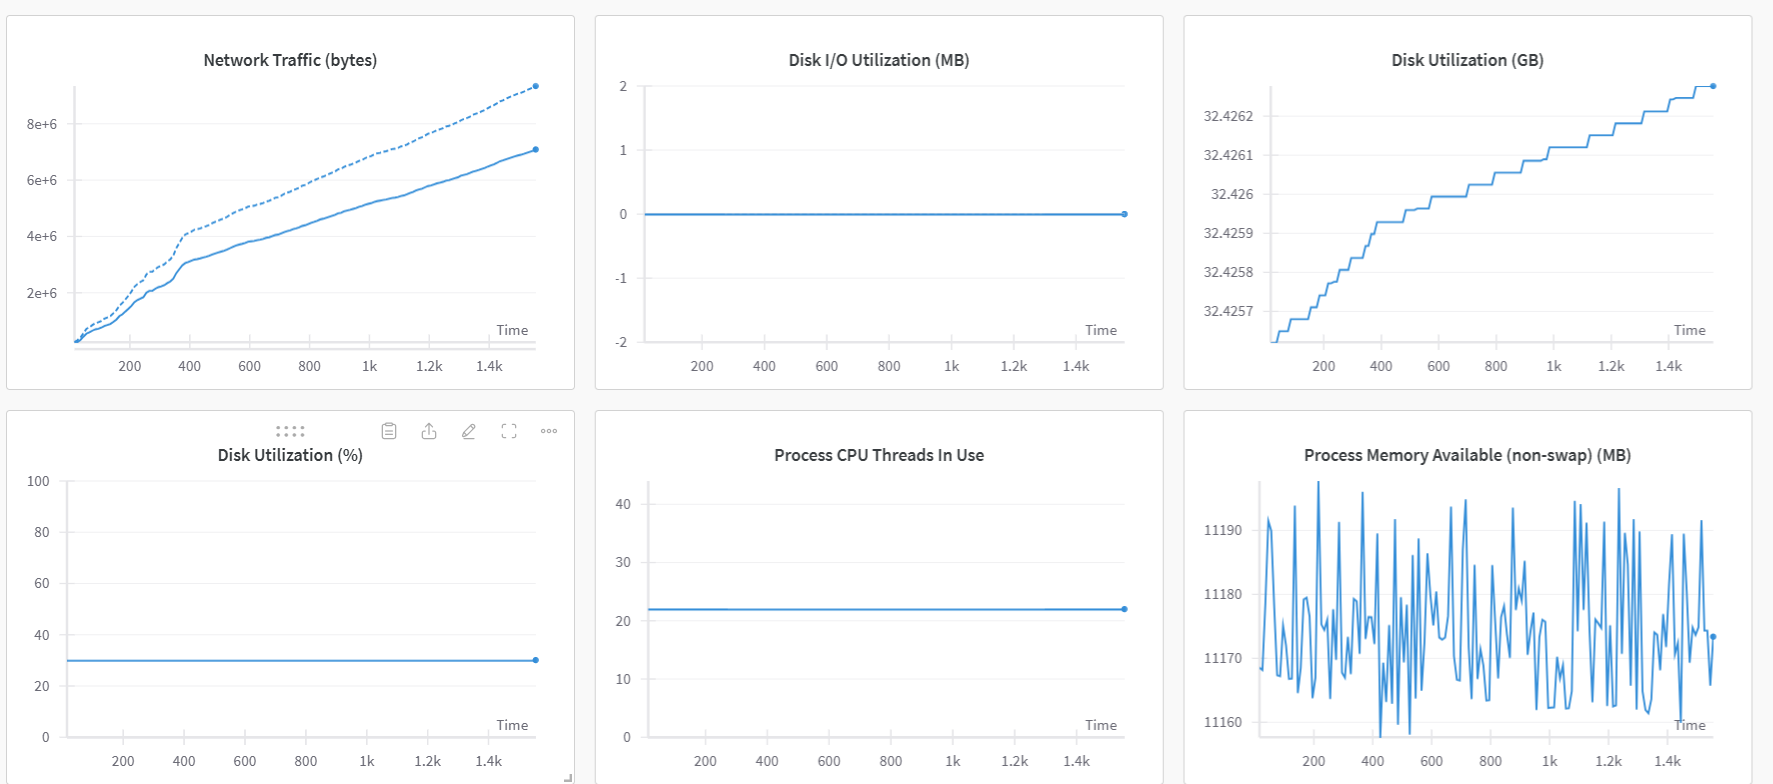 Network Traffic (bytes)
8e+6
6e+6
4e+6
2e+6
Time
200 400 600 800 1k 1.2k 1.4k
Disk I/O Utilization (MB)
2
1
0
-1
-2
Time
200 400 600 800 1k 1.2k 1.4k
Disk Utilization (GB)
32.4262
32.4261
32.426
32.4259
32.4258
32.4257
Time
200 400 600 800 1k 1.2k 1.4k
Disk Utilization (%)
100
80
60
40
20
0
Time
200 400 600 800 1k 1.2k 1.4k
Process CPU Threads In Use
40
30
20
10
0
Time
200 400 600 800 1k 1.2k 1.4k
Process Memory Available (non-swap) (MB)
11190
11180
11170
11160
Time
200 400 600 800 1k 1.2k 1.4k